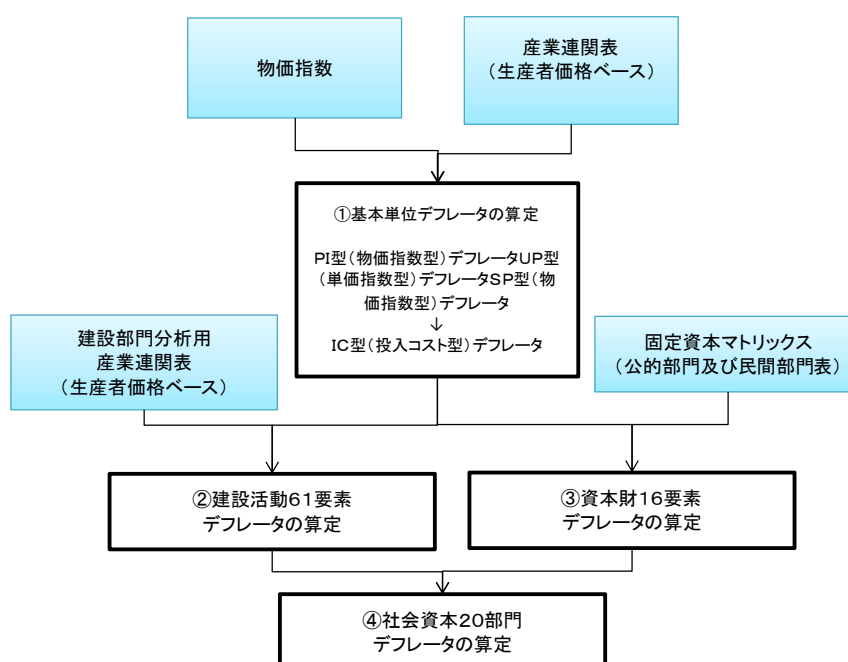 物価指数
産業連関表
(生産者価格ベース)
①基本単位デフレータの算定
PI型(物価指数型)デフレータUP型
(単価指数型)デフレータSP型(物
価指数型)デフレータ
↓
IC型(投入コスト型)デフレータ
建設部門分析用
産業連関表
(生産者価格ベース)
固定資本マトリックス
(公的部門及び民間部門表)
②建設活動61要素
デフレータの算定
③資本財16要素
デフレータの算定
④社会資本20部門
デフレータの算定